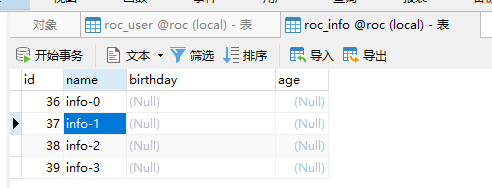 对象 roc_user @roc (local) - 表 roc_info @roc (local) - 表
开始事务 文本 筛选 排序 导入 导出
id name birthday age
36 info-0 (Null) (Null)
37 info-1 (Null) (Null)
38 info-2 (Null) (Null)
39 info-3 (Null) (Null)